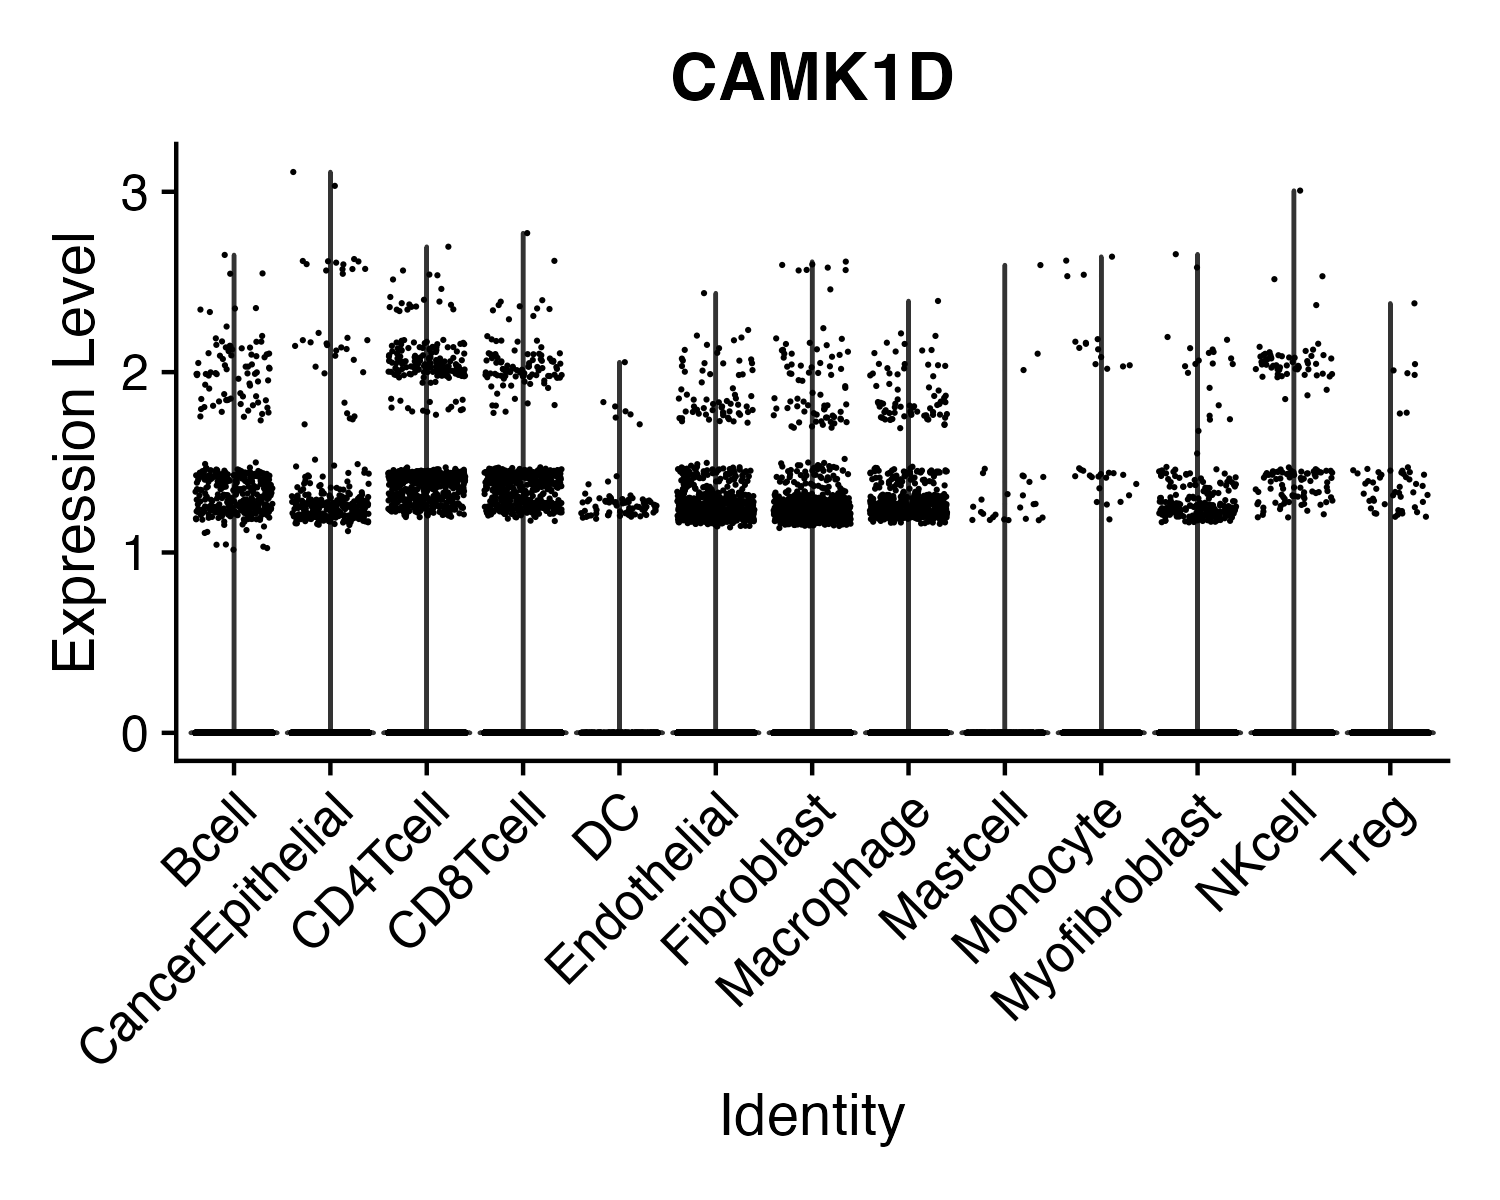 CAMK1D
Expression Level
3
2
1
0
Bcell
CancerEpithelial
CD4Tcell
CD8Tcell
DC
Endothelial
Fibroblast
Macrophage
Mastcell
Monocyte
Myofibroblast
NKcell
Treg
Identity